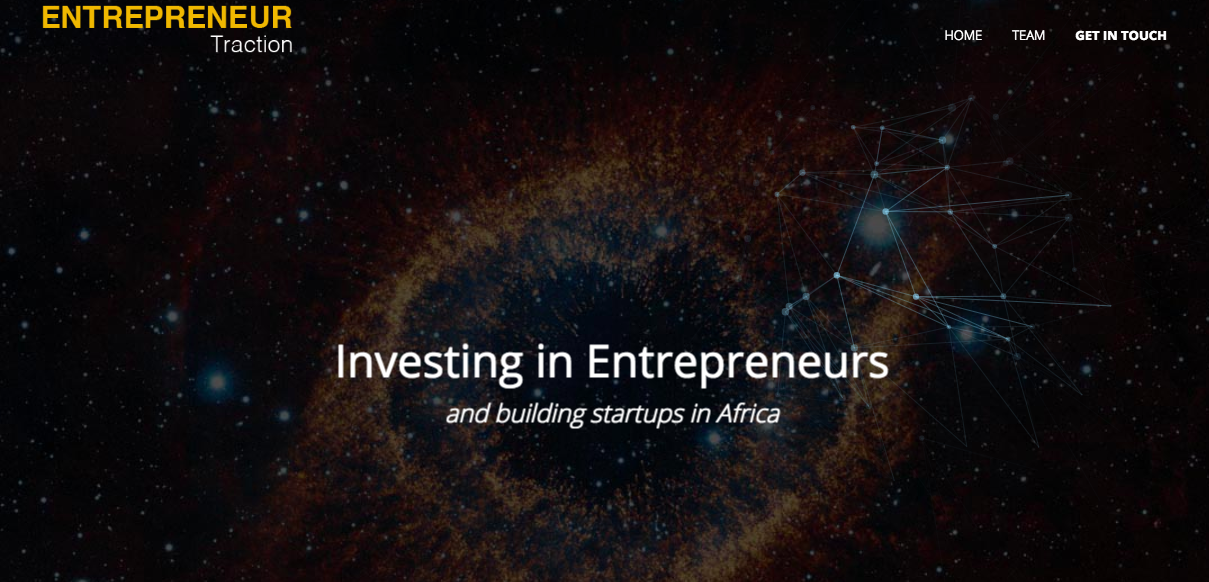 ENTREPRENEUR
Traction
HOME TEAM GET IN TOUCH
Investing in Entrepreneurs
and building startups in Africa